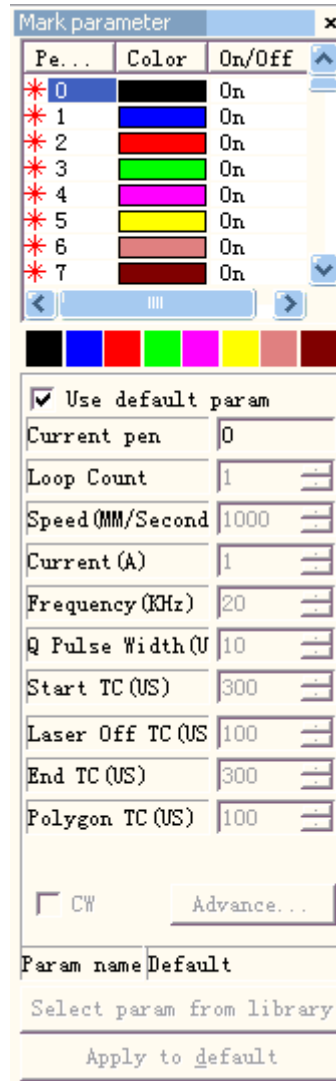 Mark parameter
Pe... Color On/Off
0 On
1 On
2 On
3 On
4 On
5 On
6 On
7 On
Use default param
Current pen 0
Loop Count 1
Speed(MM/Second 1000
Current(A) 1
Frequency(KHz) 20
Q Pulse Width(U 10
Start TC(US) 300
Laser Off TC(US 100
End TC(US) 300
Polygon TC(US) 100
CW Advance...
Param name Default
Select param from library
Apply to default